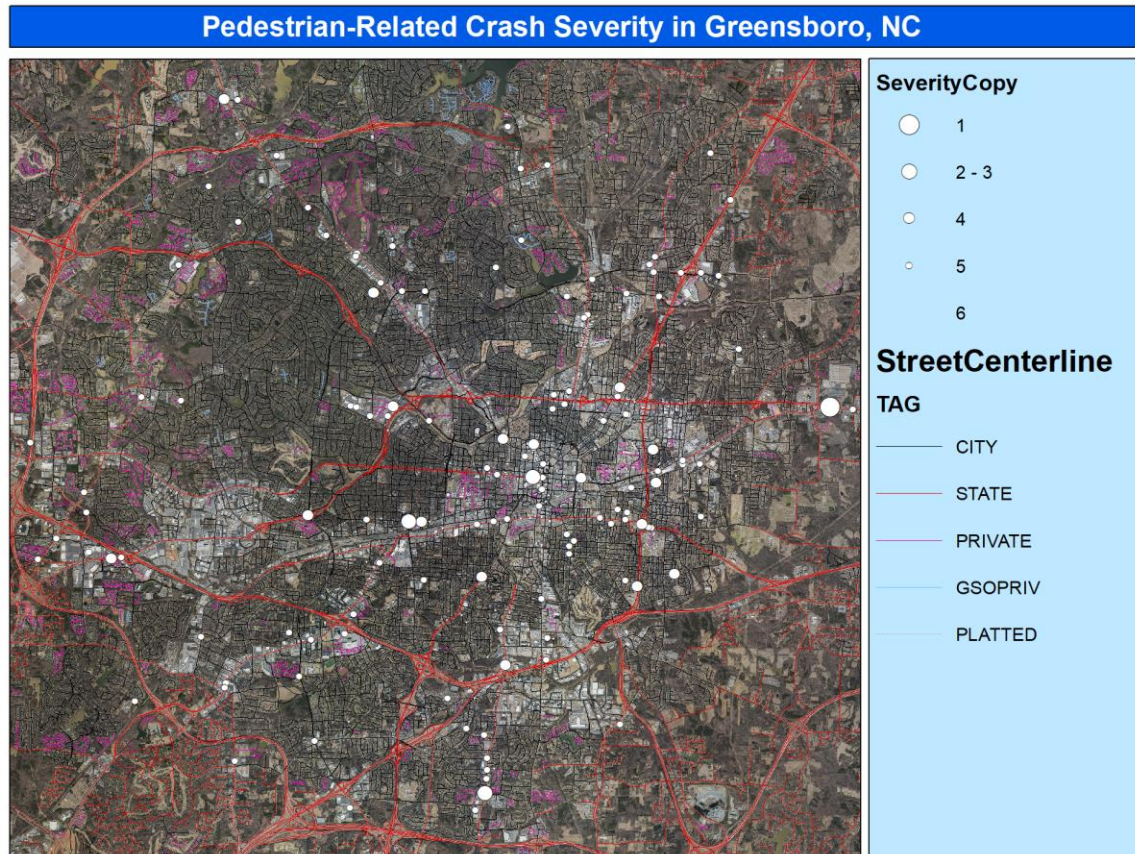 Pedestrian-Related Crash Severity in Greensboro, NC
SeverityCopy
1
2 - 3
4
5
6
StreetCenterline
TAG
CITY
STATE
PRIVATE
GSOPRIV
PLATTED